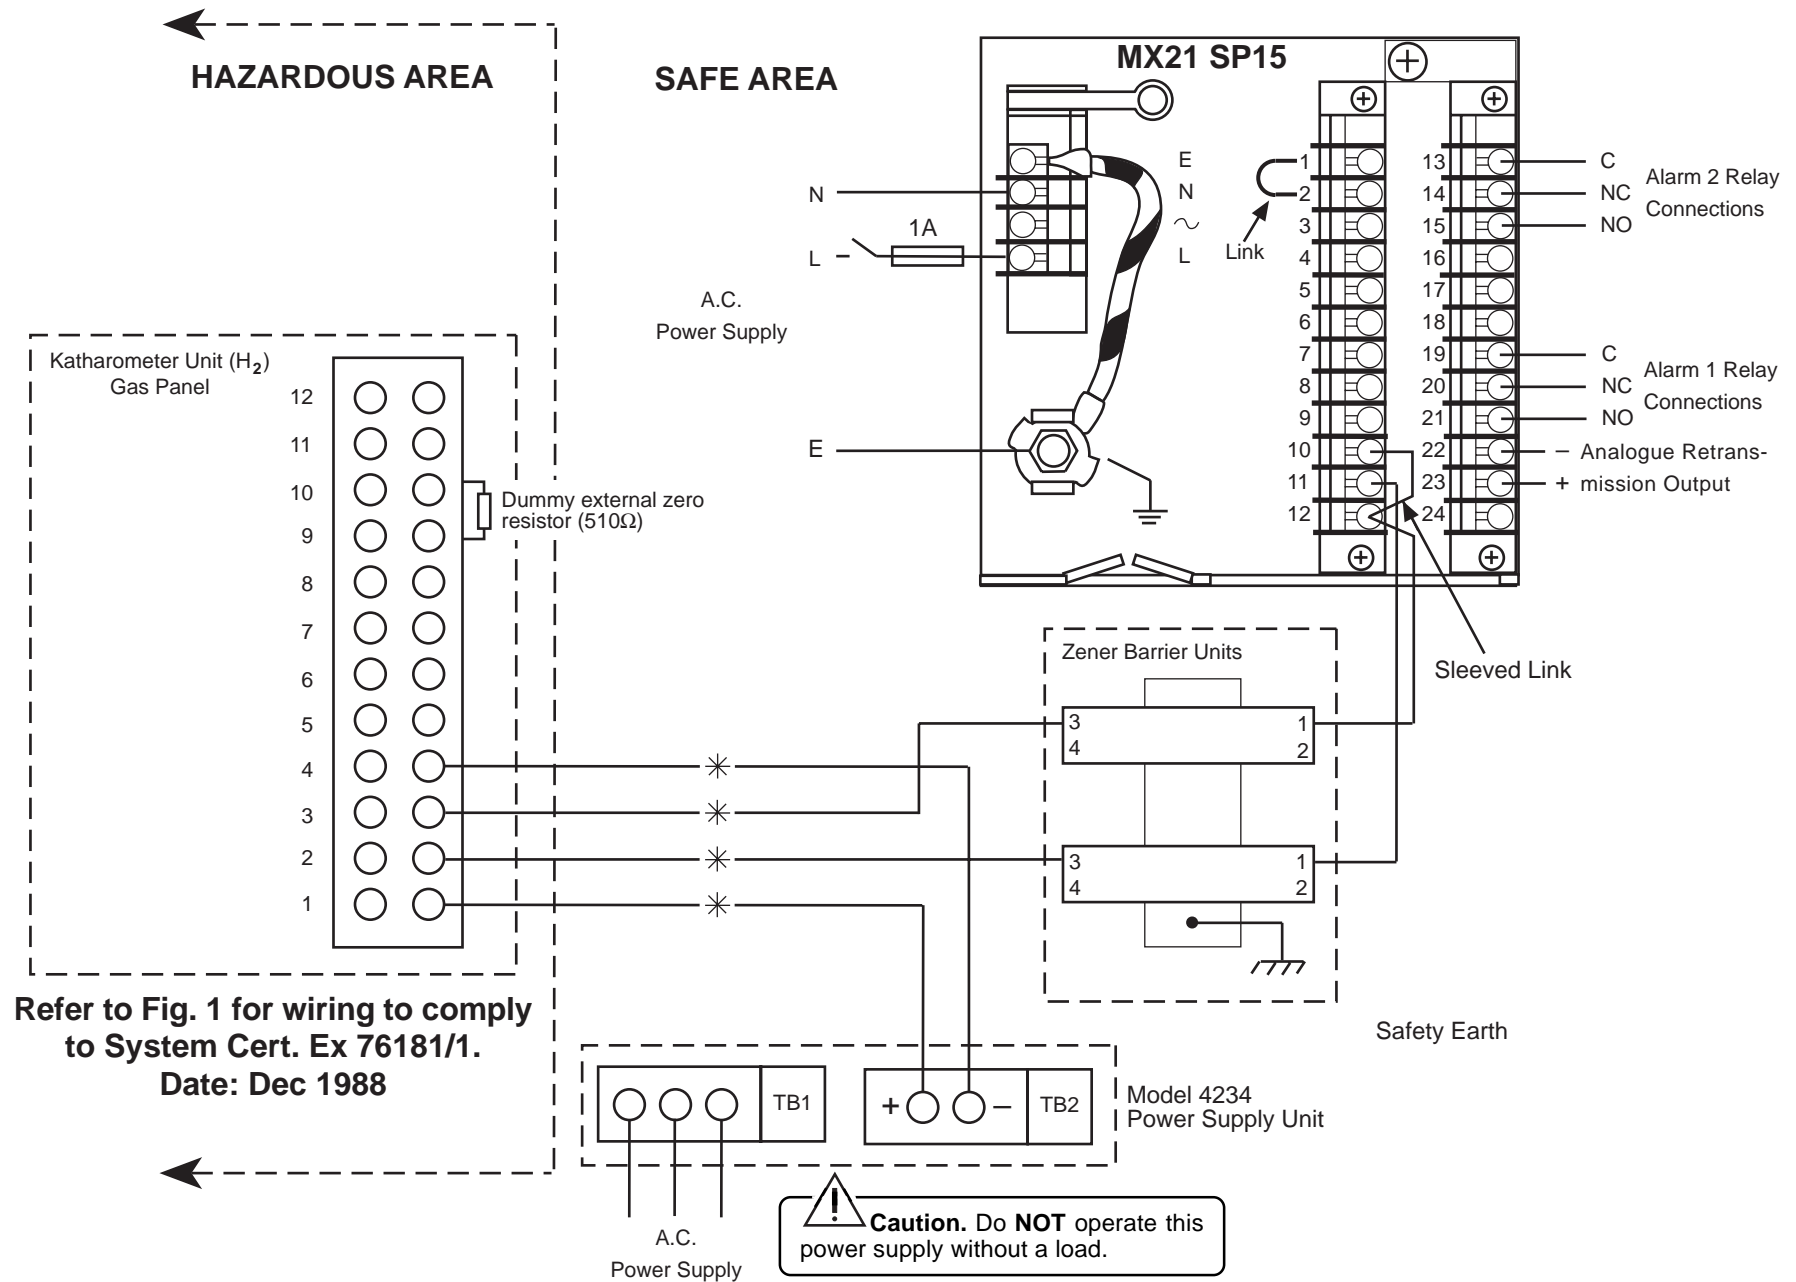 HAZARDOUS AREA
SAFE AREA
MX21 SP15
E
N
L
N
1A
L
A.C.
Power Supply
E
Link
1
2
3
4
5
6
7
8
9
10
11
12
13
14
15
16
17
18
19
20
21
22
23
24
C
NC
NO
Alarm 2 Relay
Connections
C
NC
NO
Alarm 1 Relay
Connections
– Analogue Retrans-
+ mission Output
Sleeved Link
Katharometer Unit (H₂)
Gas Panel
12
11
10
9
8
7
6
5
4
3
2
1
Dummy external zero
resistor (510Ω)
Zener Barrier Units
3 1
4 2
3 1
4 2
Safety Earth
Refer to Fig. 1 for wiring to comply
to System Cert. Ex 76181/1.
Date: Dec 1988
TB1
+ –
TB2
Model 4234
Power Supply Unit
A.C.
Power Supply
! Caution. Do NOT operate this
power supply without a load.